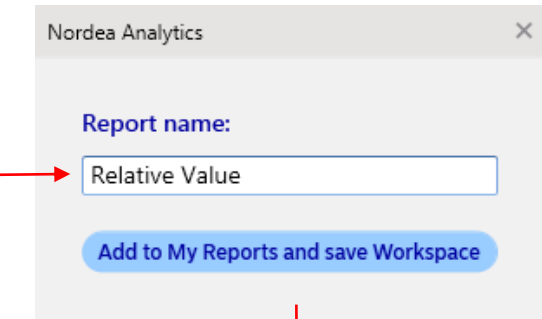 Nordea Analytics
Report name:
Relative Value
Add to My Reports and save Workspace